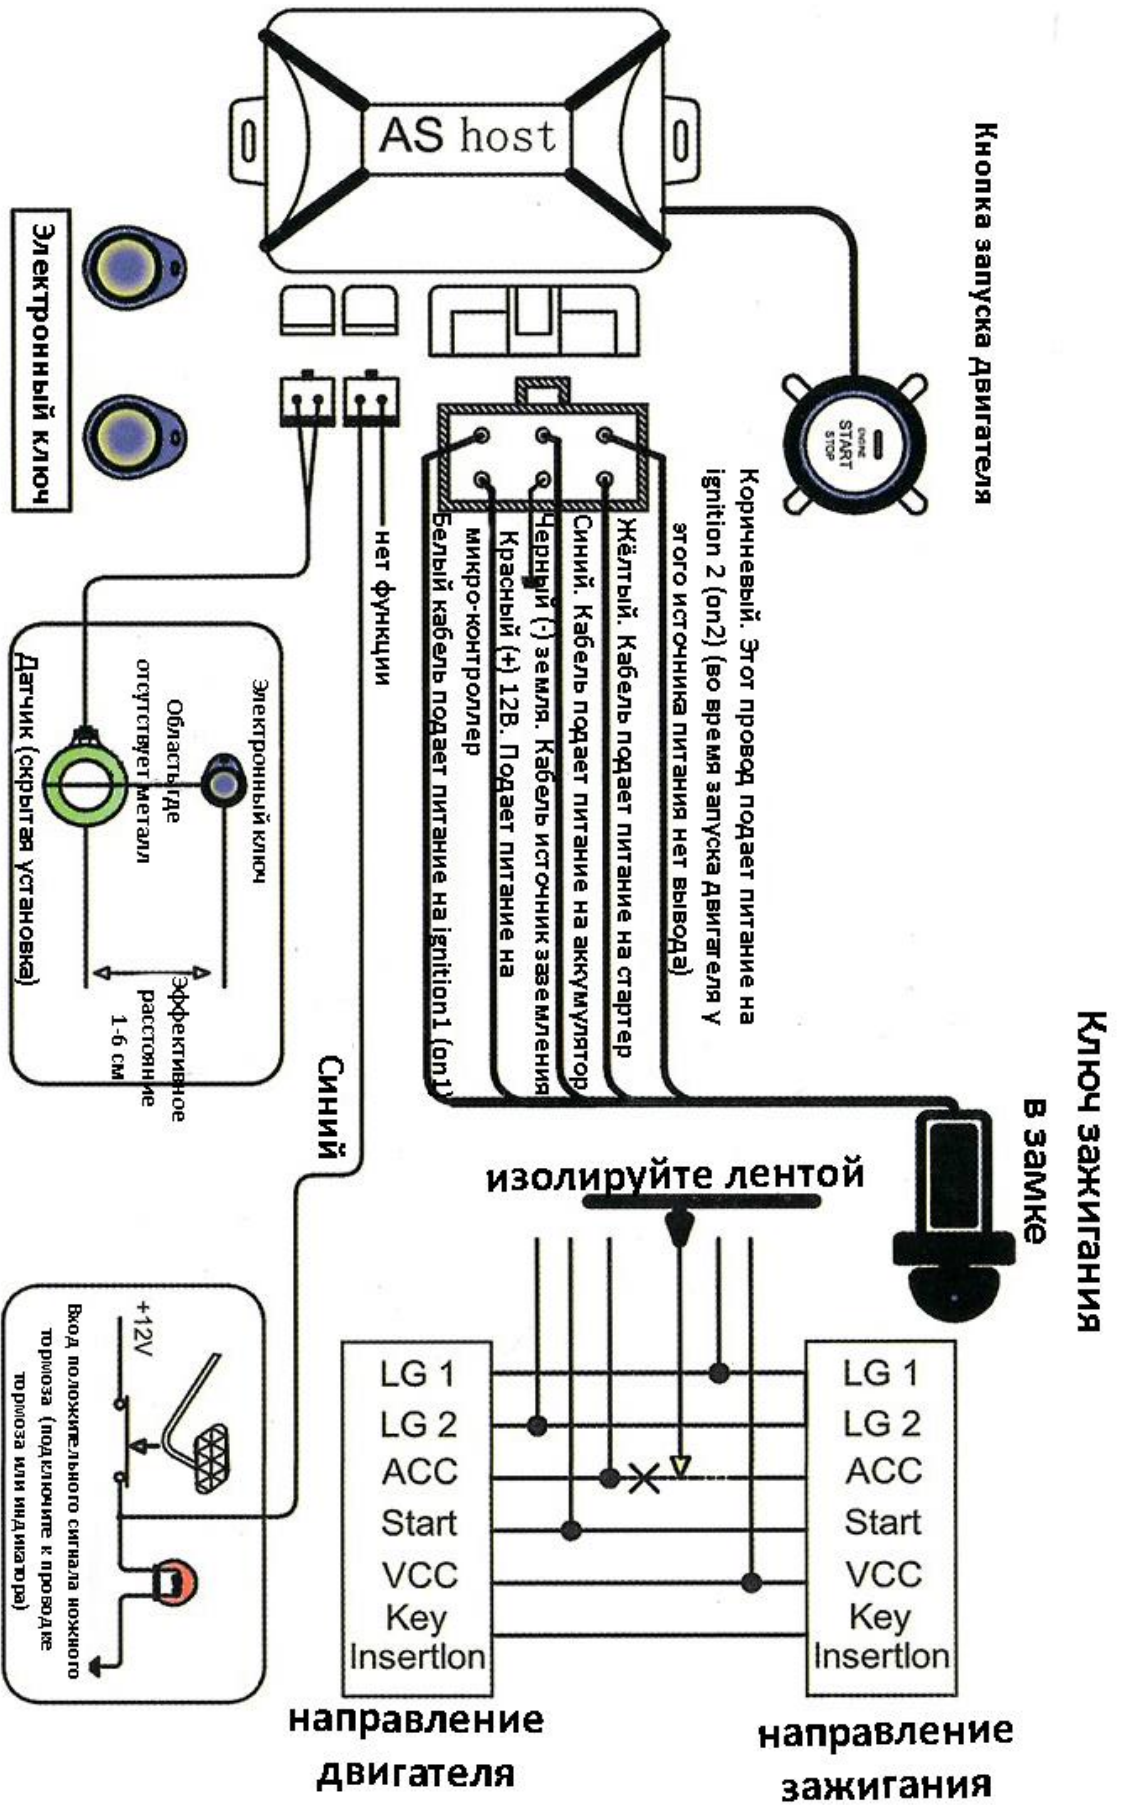 Кнопка запуска двигателя
AS host
ENGINE
START
STOP
Электронный ключ
Коричневый. Этот провод подает питание на
ignition 2 (on2) (во время запуска двигателя у
этого источника питания нет вывода)
Жёлтый. Кабель подает питание на стартер
Синий. Кабель подает питание на аккумулятор
Черный (-) земля. Кабель источник заземления
Красный (+) 12В. Подает питание на
микро-контроллер
Белый кабель подает питание на ignition1 (on1)
нет функции
Электронный ключ
Область где
отсутствует металл
Датчик (скрытая установка)
Эффективное
расстояние
1-6 см
Синий
Ключ зажигания
в замке
изолируйте лентой
LG 1
LG 2
ACC
Start
VCC
Key
Insertion
направление
двигателя
LG 1
LG 2
ACC
Start
VCC
Key
Insertion
направление
зажигания
+12V
Вход положительного сигнала ножного
тормоза (подключите к проводке
тормоза или индикатора)